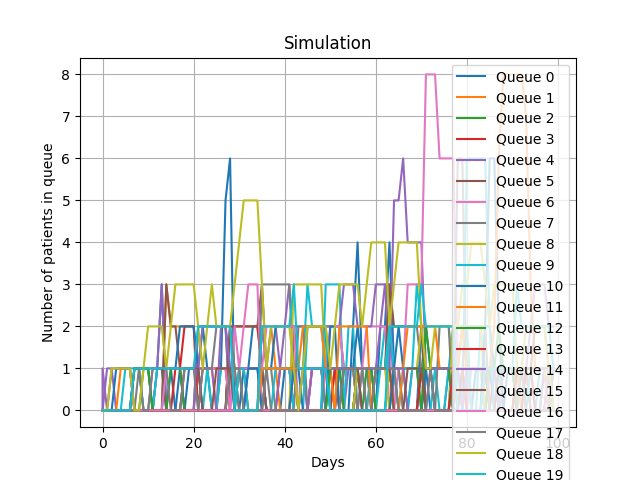 Simulation
Number of patients in queue
8
7
6
5
4
3
2
1
0
0 20 40 60 80 100
Days
Queue 0
Queue 1
Queue 2
Queue 3
Queue 4
Queue 5
Queue 6
Queue 7
Queue 8
Queue 9
Queue 10
Queue 11
Queue 12
Queue 13
Queue 14
Queue 15
Queue 16
Queue 17
Queue 18
Queue 19